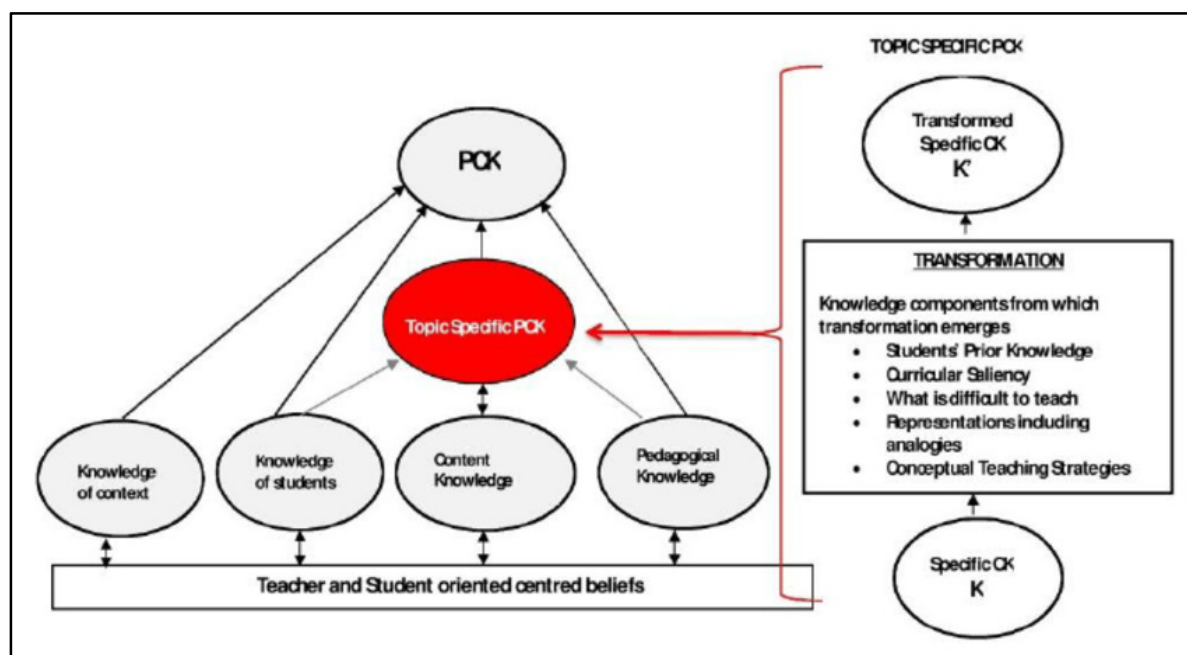 TOPIC SPECIFIC PCK
PCK
Topic Specific PCK
Knowledge
of context
Knowledge
of students
Content
Knowledge
Pedagogical
Knowledge
Teacher and Student oriented centred beliefs
Transformed
Specific CK
K'
TRANSFORMATION
Knowledge components from which
transformation emerges
• Students' Prior Knowledge
• Curricular Saliency
• What is difficult to teach
• Representations including
analogies
• Conceptual Teaching Strategies
Specific CK
K